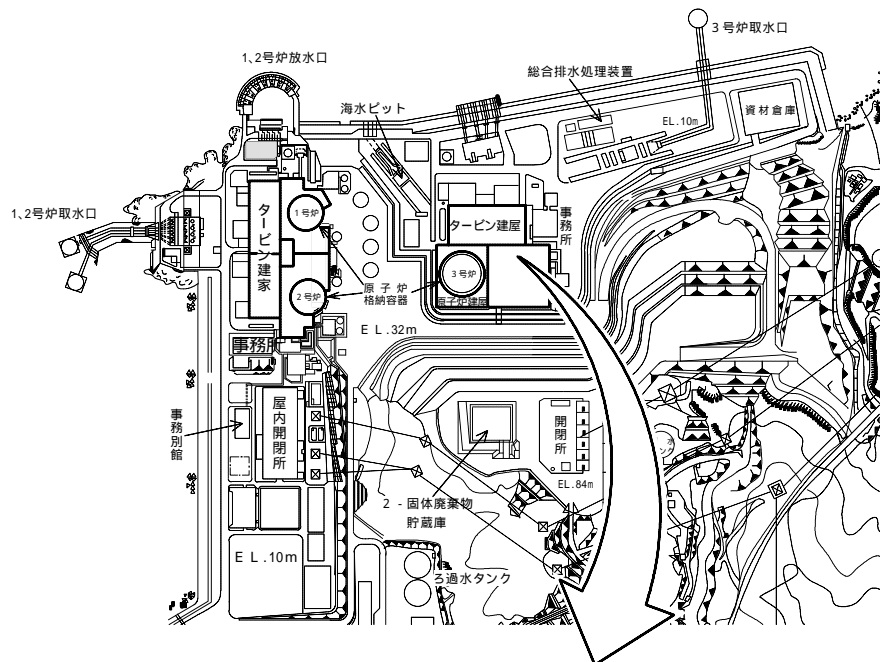 3号炉取水口
1、2号炉放水口
総合排水処理装置
海水ピット
EL.10m
資材倉庫
1、2号炉取水口
タービン建家
1号炉
タービン建屋
事務所
3号炉
2号炉
原子炉
格納容器
原子炉建屋
EL.32m
事務所
事務別館
屋内開閉所
開閉所
EL.84m
2-固体廃棄物
貯蔵庫
EL.10m
ろ過水タンク